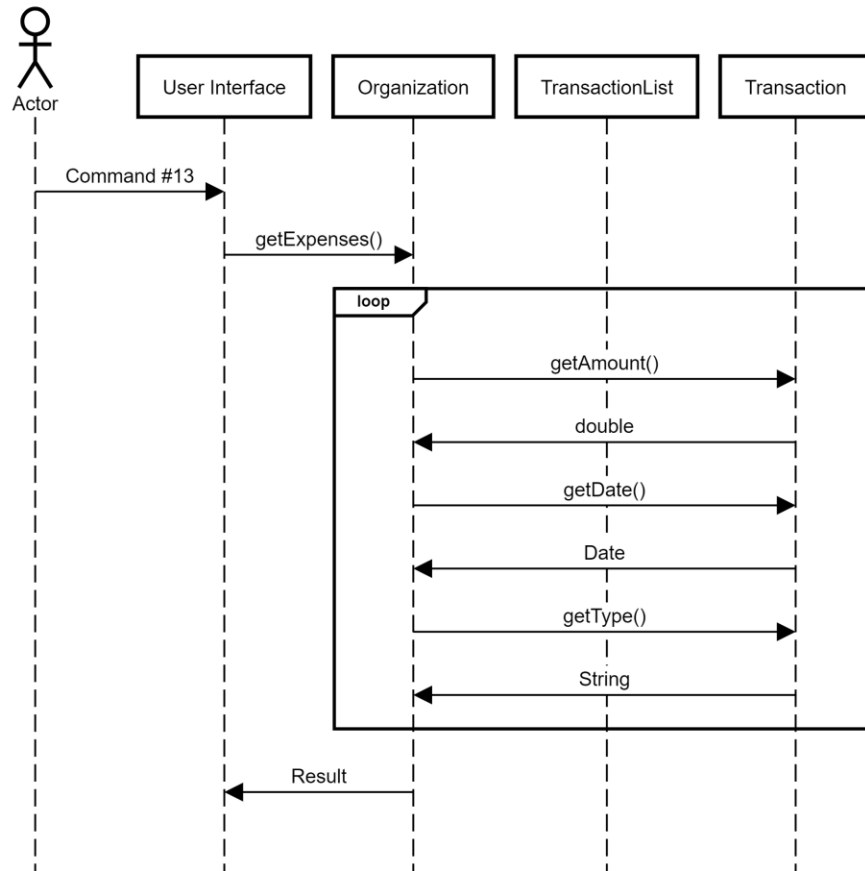 Actor
User Interface
Organization
TransactionList
Transaction
Command #13
getExpenses()
loop
getAmount()
double
getDate()
Date
getType()
String
Result